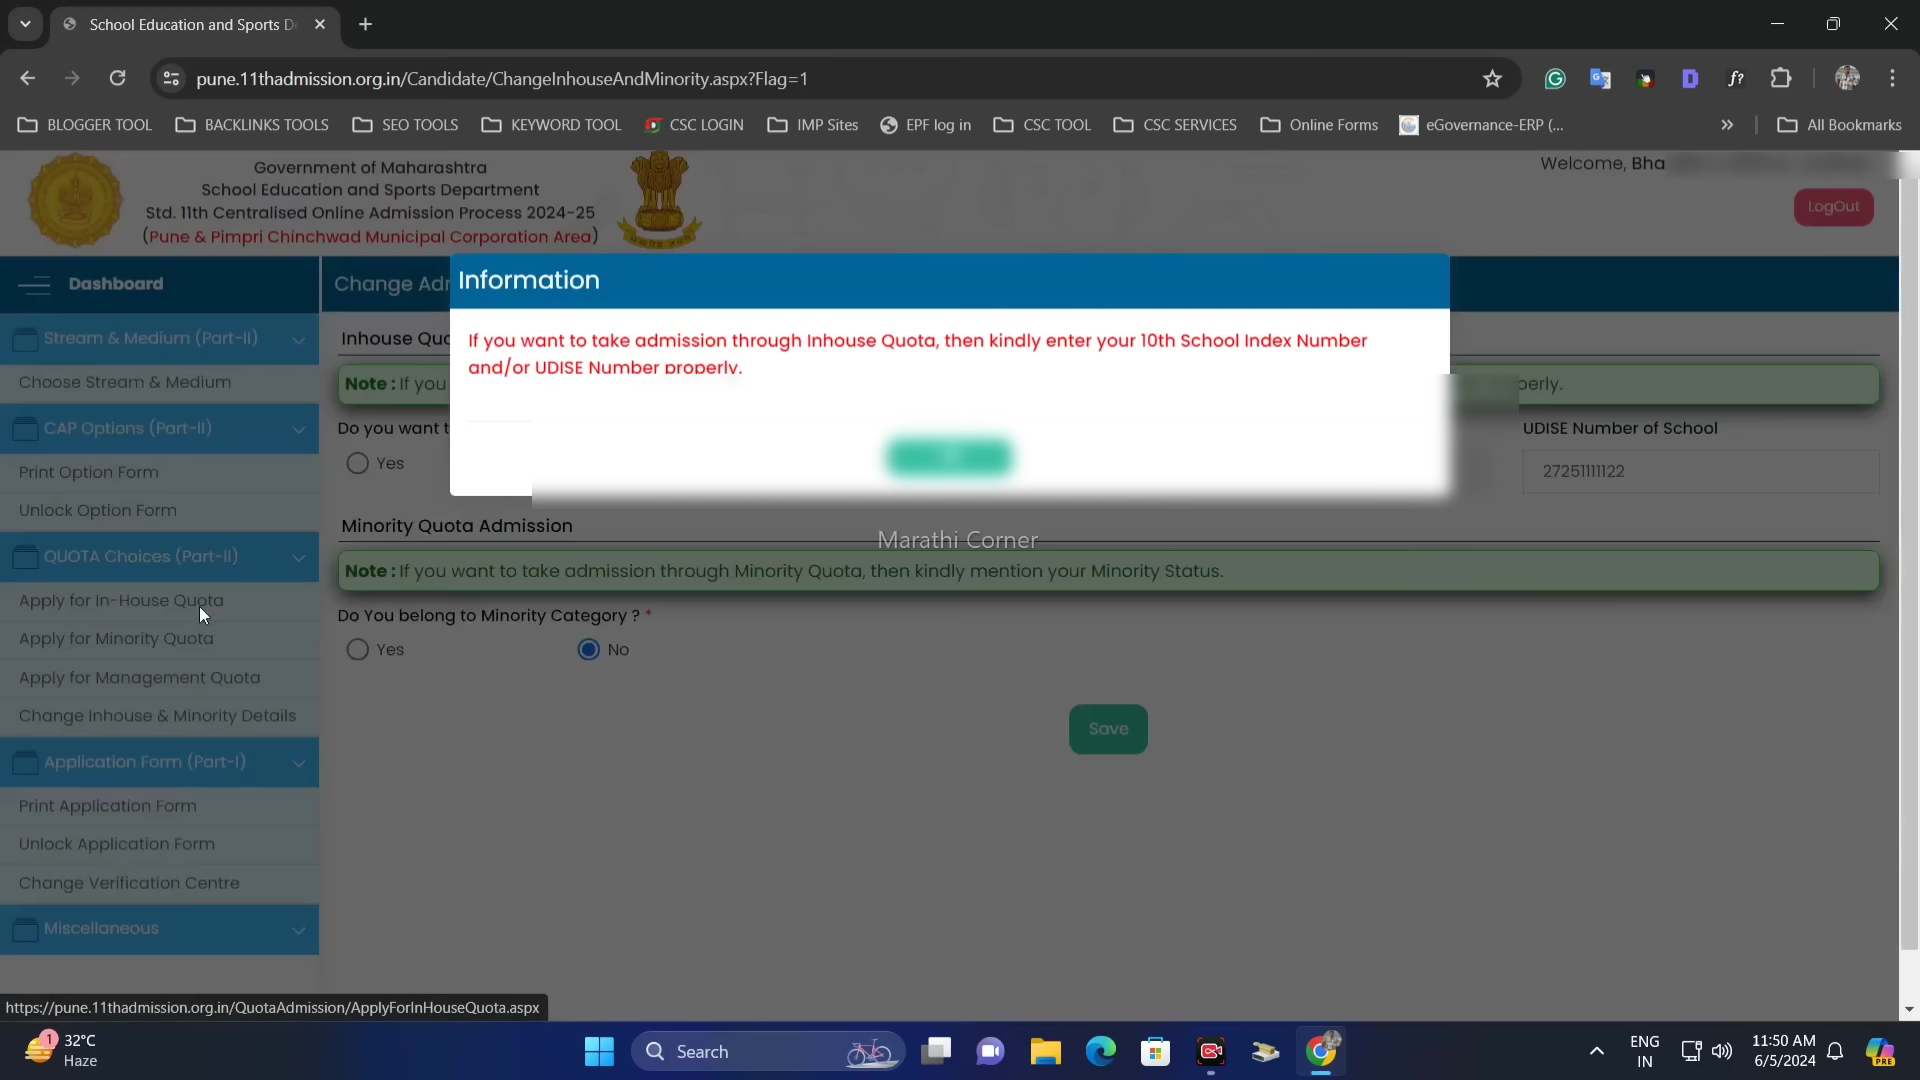 School Education and Sports D
pune.11thadmission.org.in/Candidate/ChangeInhouseAndMinority.aspx?Flag=1
BLOGGER TOOL
BACKLINKS TOOLS
SEO TOOLS
KEYWORD TOOL
CSC LOGIN
IMP Sites
EPF log in
CSC TOOL
CSC SERVICES
Online Forms
eGovernance-ERP (...
All Bookmarks
Government of Maharashtra
School Education and Sports Department
Std. 11th Centralised Online Admission Process 2024-25
(Pune & Pimpri Chinchwad Municipal Corporation Area)
Welcome, Bha
LogOut
Dashboard
Stream & Medium (Part-II)
Choose Stream & Medium
CAP Options (Part-II)
Print Option Form
Unlock Option Form
QUOTA Choices (Part-II)
Apply for In-House Quota
Apply for Minority Quota
Apply for Management Quota
Change Inhouse & Minority Details
Application Form (Part-I)
Print Application Form
Unlock Application Form
Change Verification Centre
Miscellaneous
Change Adr
Information
If you want to take admission through Inhouse Quota, then kindly enter your 10th School Index Number
and/or UDISE Number properly.
Inhouse Quo
Note : If you
perly.
Do you want t
UDISE Number of School
Yes
27251111122
Minority Quota Admission
Marathi Corner
Note : If you want to take admission through Minority Quota, then kindly mention your Minority Status.
Do You belong to Minority Category ? *
Yes
No
Save
https://pune.11thadmission.org.in/QuotaAdmission/ApplyForInHouseQuota.aspx
1
32°C
Haze
Search
ENG
IN
11:50 AM
6/5/2024
PRE